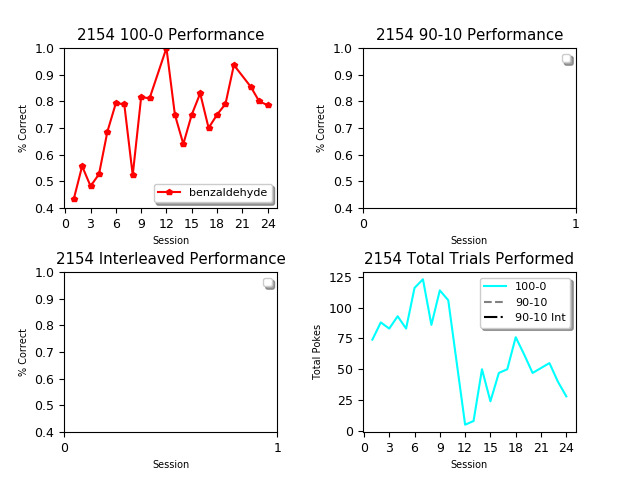 2154 100-0 Performance
1.0
0.9
0.8
0.7
0.6
0.5
0.4
% Correct
benzaldehyde
0 3 6 9 12 15 18 21 24
Session
2154 90-10 Performance
1.0
0.9
0.8
0.7
0.6
0.5
0.4
% Correct
0 1
Session
2154 Interleaved Performance
1.0
0.9
0.8
0.7
0.6
0.5
0.4
% Correct
0 1
Session
2154 Total Trials Performed
125
100
75
50
25
0
Total Pokes
100-0
90-10
90-10 Int
0 3 6 9 12 15 18 21 24
Session